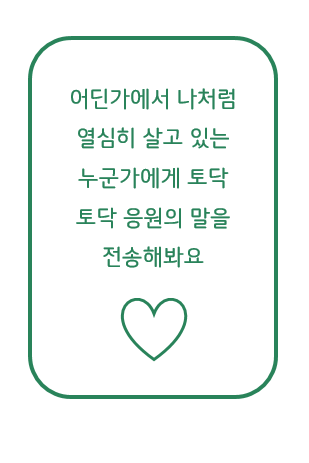 어딘가에서 나처럼
열심히 살고 있는
누군가에게 토닥
토닥 응원의 말을
전송해봐요